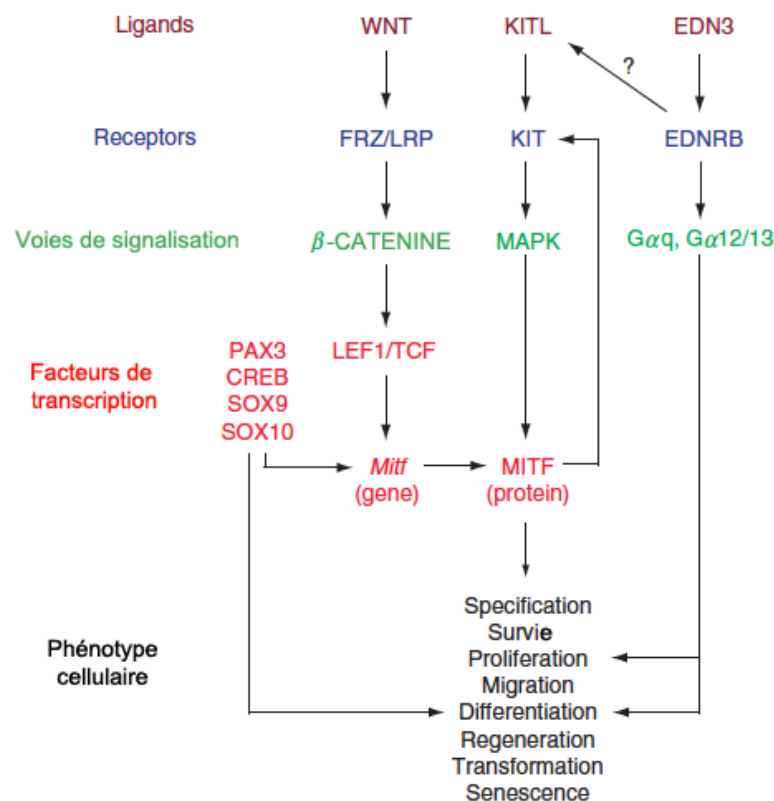 Ligands WNT KITL EDN3
?
Receptors FRZ/LRP KIT EDNRB
Voies de signalisation β-CATENINE MAPK Gαq, Gα12/13
PAX3 LEF1/TCF
Facteurs de CREB
transcription SOX9
SOX10
Mitf MITF
(gene) (protein)
Specification
Survie
Phénotype Proliferation
cellulaire Migration
Differentiation
Regeneration
Transformation
Senescence